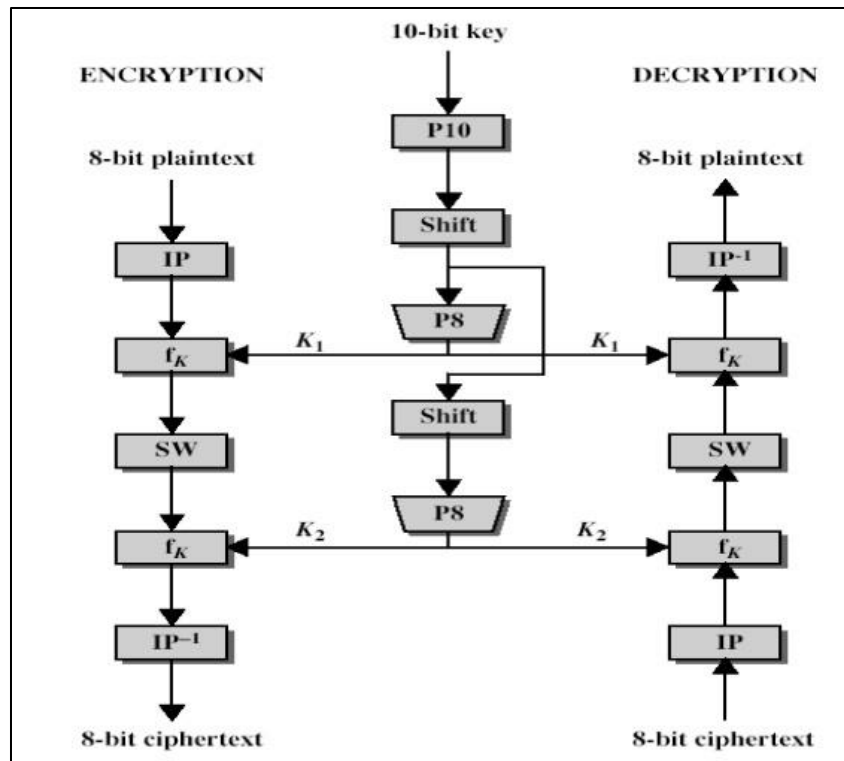 10-bit key
ENCRYPTION
DECRYPTION
P10
8-bit plaintext
8-bit plaintext
Shift
IP
IP-1
P8
fK
K1
K1
fK
Shift
SW
SW
P8
fK
K2
K2
fK
IP–1
IP
8-bit ciphertext
8-bit ciphertext